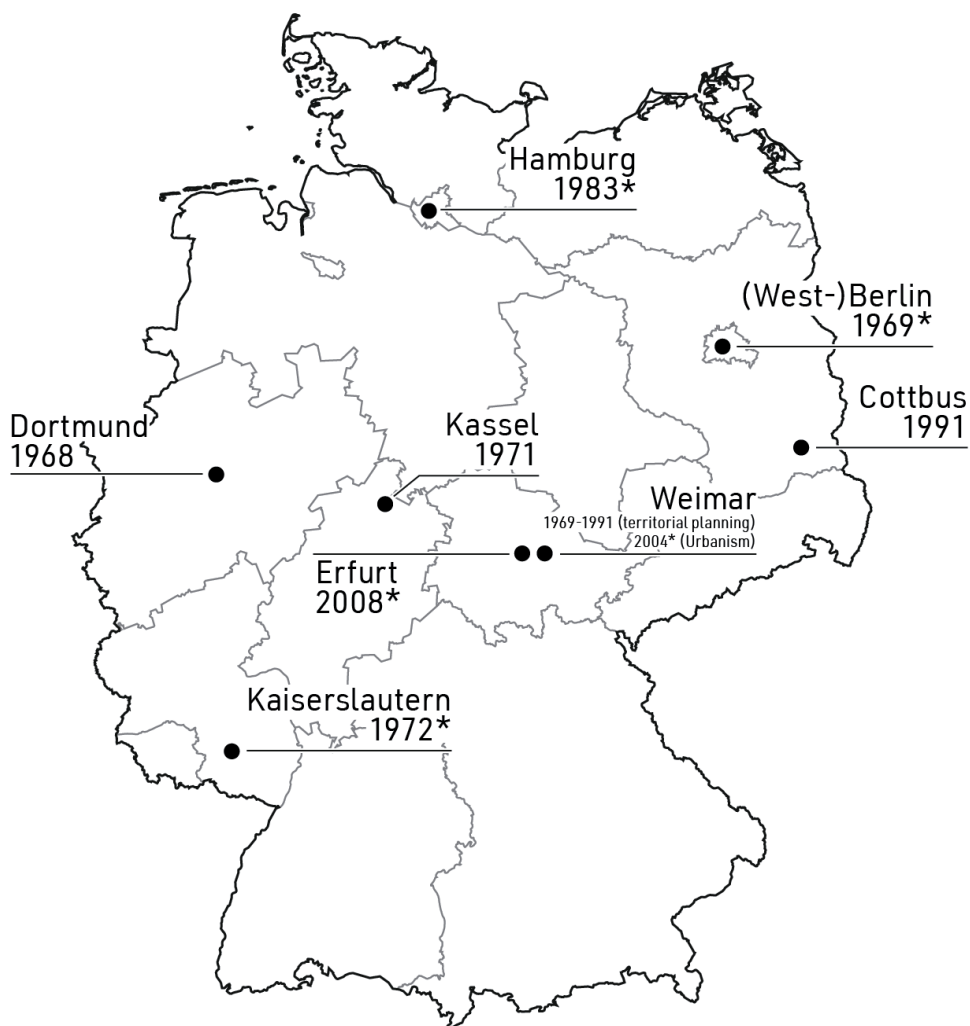 Hamburg
1983*
(West-)Berlin
1969*
Cottbus
1991
Dortmund
1968
Kassel
1971
Weimar
1969-1991 (territorial planning)
2004* (Urbanism)
Erfurt
2008*
Kaiserslautern
1972*